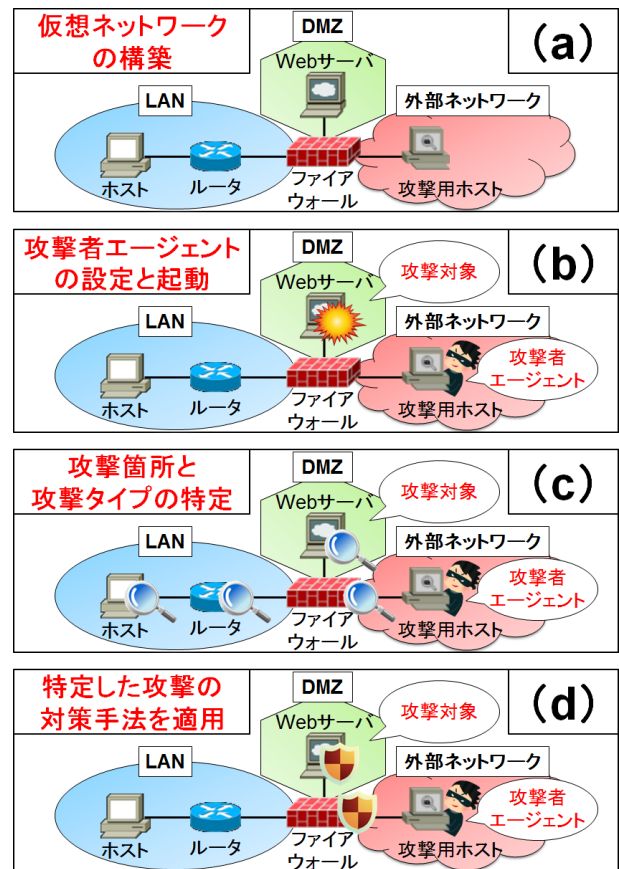 仮想ネットワーク
の構築
DMZ
(a)
Webサーバ
LAN
外部ネットワーク
ホスト
ルータ
ファイア
ウォール
攻撃用ホスト
攻撃者エージェント
の設定と起動
DMZ
攻撃対象
(b)
Webサーバ
LAN
外部ネットワーク
攻撃者
エージェント
ホスト
ルータ
ファイア
ウォール
攻撃用ホスト
攻撃箇所と
攻撃タイプの特定
DMZ
攻撃対象
(c)
Webサーバ
LAN
外部ネットワーク
攻撃者
エージェント
ホスト
ルータ
ファイア
ウォール
攻撃用ホスト
特定した攻撃の
対策手法を適用
DMZ
攻撃対象
(d)
Webサーバ
LAN
外部ネットワーク
攻撃者
エージェント
ホスト
ルータ
ファイア
ウォール
攻撃用ホスト